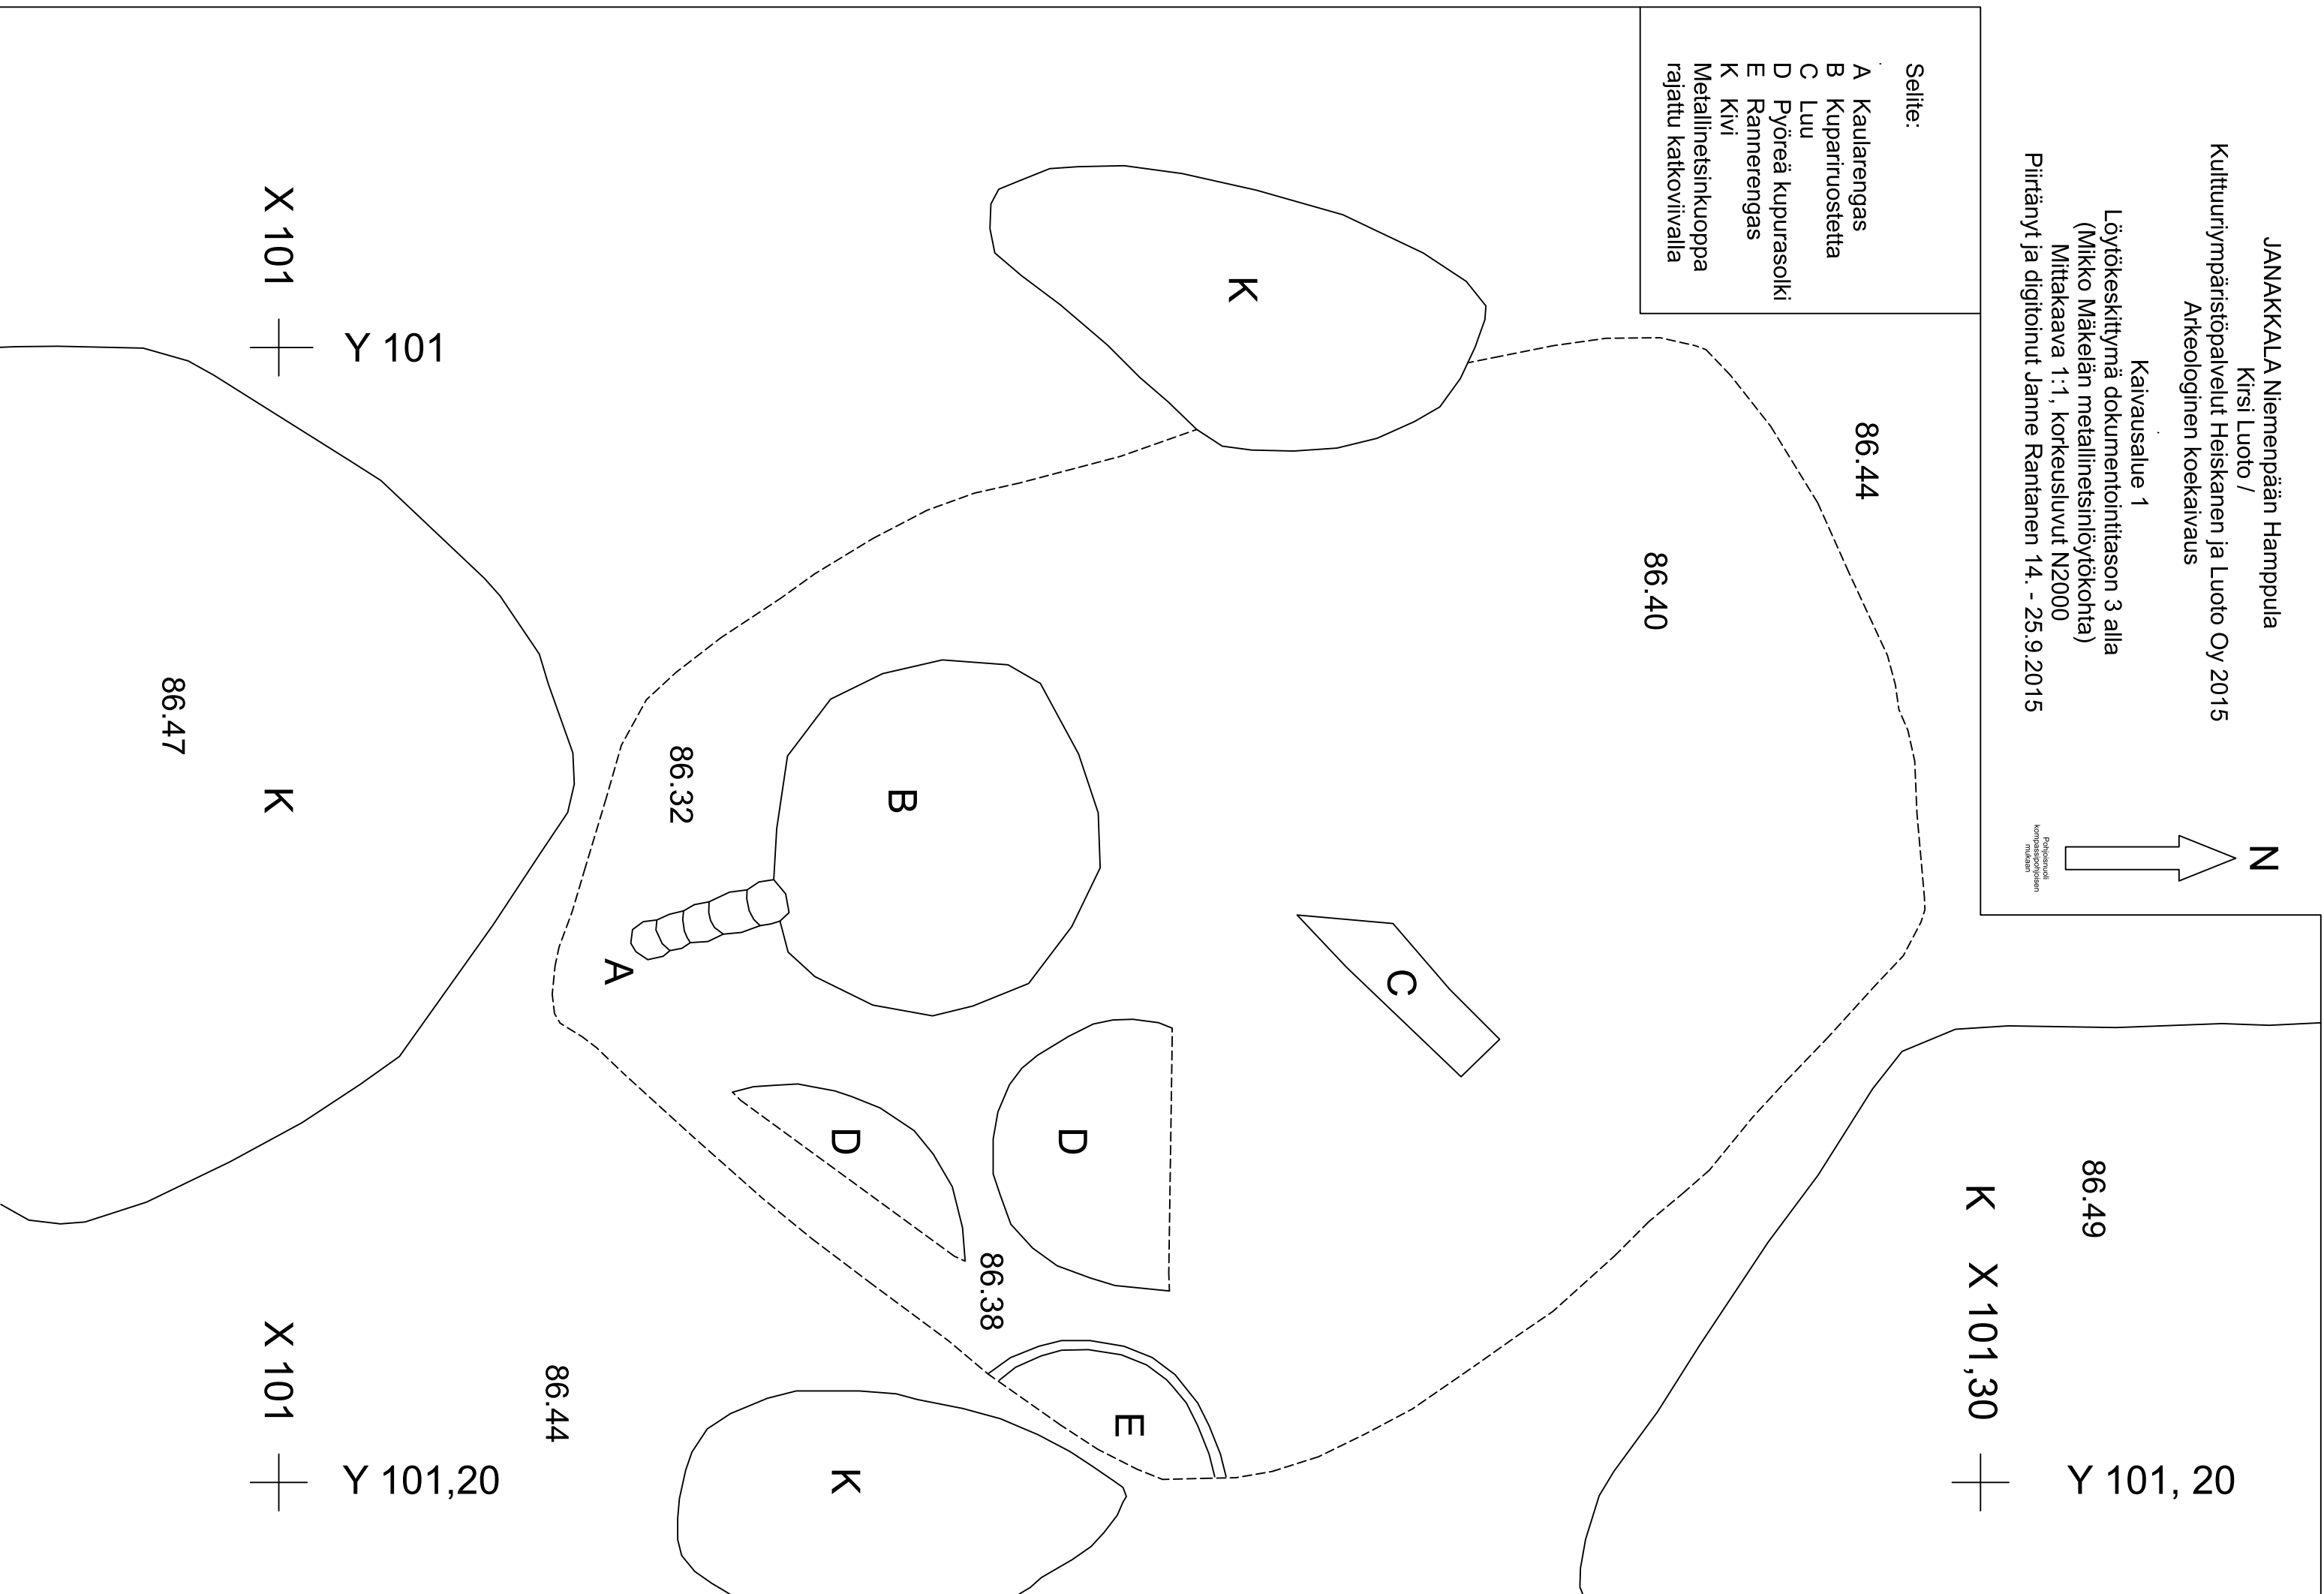 JANAKKALA Niemenpään Hamppula
Kirsi Luoto /
Kulttuuriympäristöpalvelut Heiskanen ja Luoto Oy 2015
Arkeologinen koekaivaus
Kaivausalue 1
Löytökeskittymä dokumentointitason 3 alla
(Mikko Mäkelän metallinetsinlöytökohta)
Mittakaava 1:1, korkeusluvut N2000
Piirtänyt ja digitoinut Janne Rantanen 14. - 25.9.2015
N
Pohjoisnuoli
kompassipohjoisen
mukaan
Selite:
A Kaularengas
B Kupariruostetta
C Luu
D Pyöreä kupurasolki
E Rannerengas
K Kivi
Metallinetsinkuoppa
rajattu katkoviivalla
86.44
86.40
K
86.49
K X 101,30
Y 101, 20
C
B
D
D
E
86.38
86.32
A
K
86.44
X 101
Y 101
K
86.47
X 101
Y 101,20